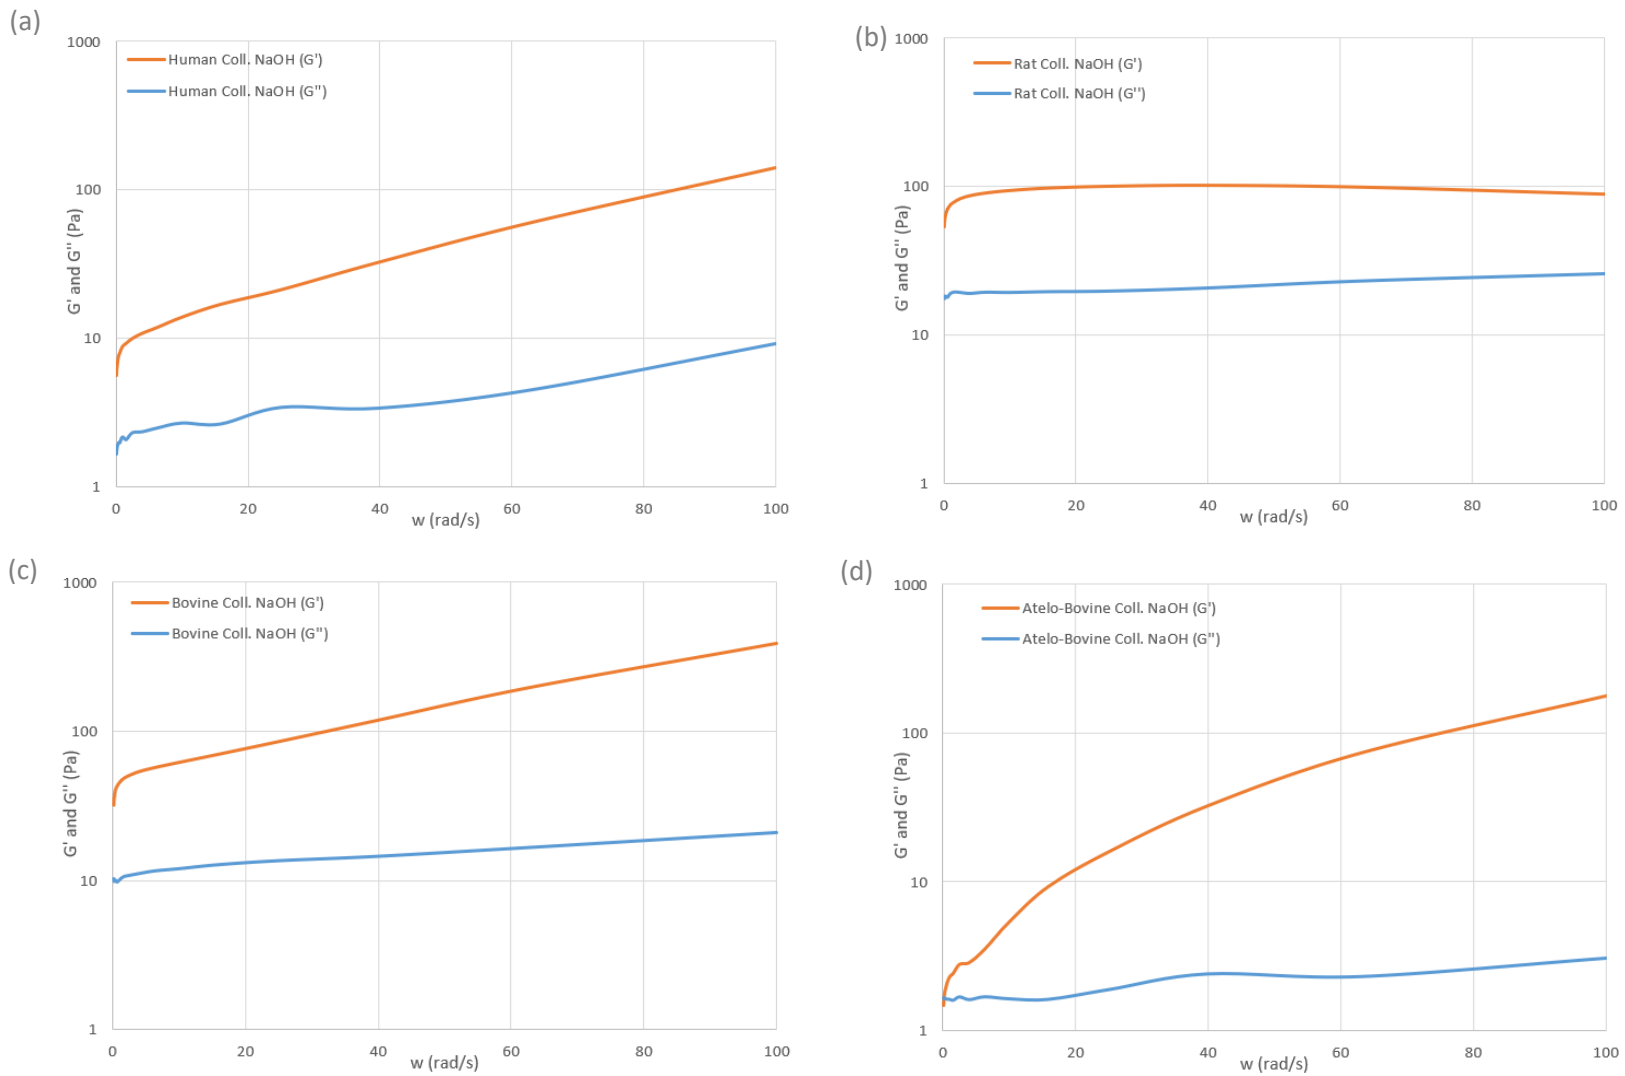 (a)
1000
Human Coll. NaOH (G')
Human Coll. NaOH (G'')
100
G' and G'' (Pa)
10
1
0 20 40 60 80 100
w (rad/s)
(b)
1000
Rat Coll. NaOH (G')
Rat Coll. NaOH (G'')
100
G' and G'' (Pa)
10
1
0 20 40 60 80 100
w (rad/s)
(c)
1000
Bovine Coll. NaOH (G')
Bovine Coll. NaOH (G'')
100
G' and G'' (Pa)
10
1
0 20 40 60 80 100
w (rad/s)
(d)
1000
Atelo-Bovine Coll. NaOH (G')
Atelo-Bovine Coll. NaOH (G'')
100
G' and G'' (Pa)
10
1
0 20 40 60 80 100
w (rad/s)